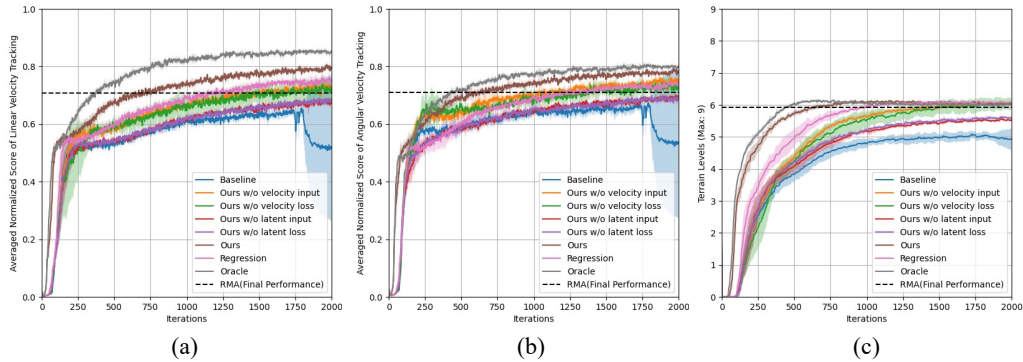 1.0
0.8
0.6
0.4
0.2
0.0
Averaged Normalized Score of Linear Velocity Tracking
Baseline
Ours w/o velocity input
Ours w/o velocity loss
Ours w/o latent input
Ours w/o latent loss
Ours
Regression
Oracle
RMA(Final Performance)
0 250 500 750 1000 1250 1500 1750 2000
Iterations
(a)
1.0
0.8
0.6
0.4
0.2
0.0
Averaged Normalized Score of Angular Velocity Tracking
Baseline
Ours w/o velocity input
Ours w/o velocity loss
Ours w/o latent input
Ours w/o latent loss
Ours
Regression
Oracle
RMA(Final Performance)
0 250 500 750 1000 1250 1500 1750 2000
Iterations
(b)
9
8
7
6
5
4
3
2
1
0
Terrain Levels (Max: 9)
Baseline
Ours w/o velocity input
Ours w/o velocity loss
Ours w/o latent input
Ours w/o latent loss
Ours
Regression
Oracle
RMA(Final Performance)
0 250 500 750 1000 1250 1500 1750 2000
Iterations
(c)